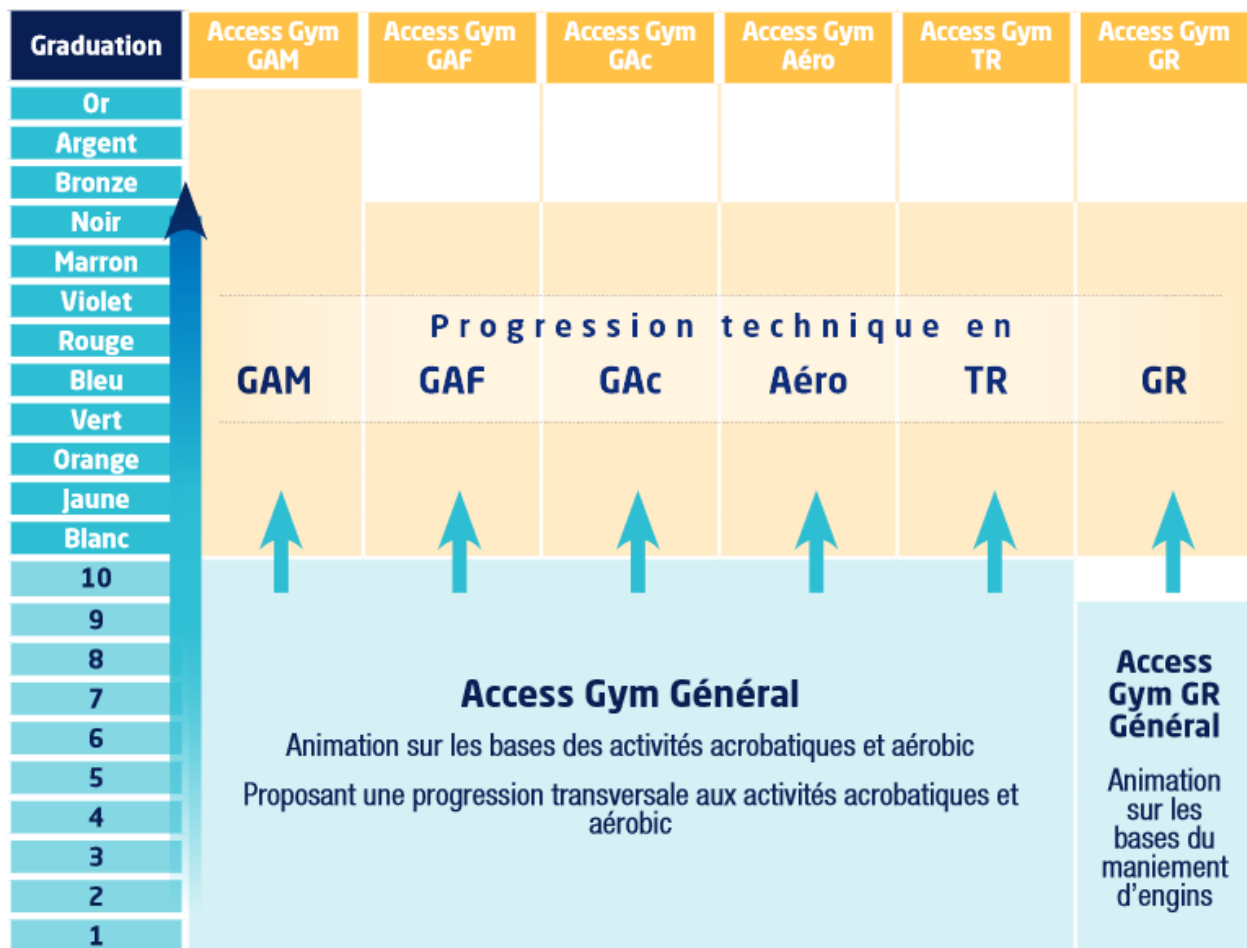 Graduation
Access Gym
GAM
Access Gym
GAF
Access Gym
GAc
Access Gym
Aéro
Access Gym
TR
Access Gym
GR
Or
Argent
Bronze
Noir
Marron
Violet
Rouge
Bleu
Vert
Orange
Jaune
Blanc
10
9
8
7
6
5
4
3
2
1
Progression technique en
GAM
GAF
GAc
Aéro
TR
GR
Access Gym Général
Animation sur les bases des activités acrobatiques et aérobic
Proposant une progression transversale aux activités acrobatiques et
aérobic
Access
Gym GR
Général
Animation
sur les
bases du
maniement
d'engins